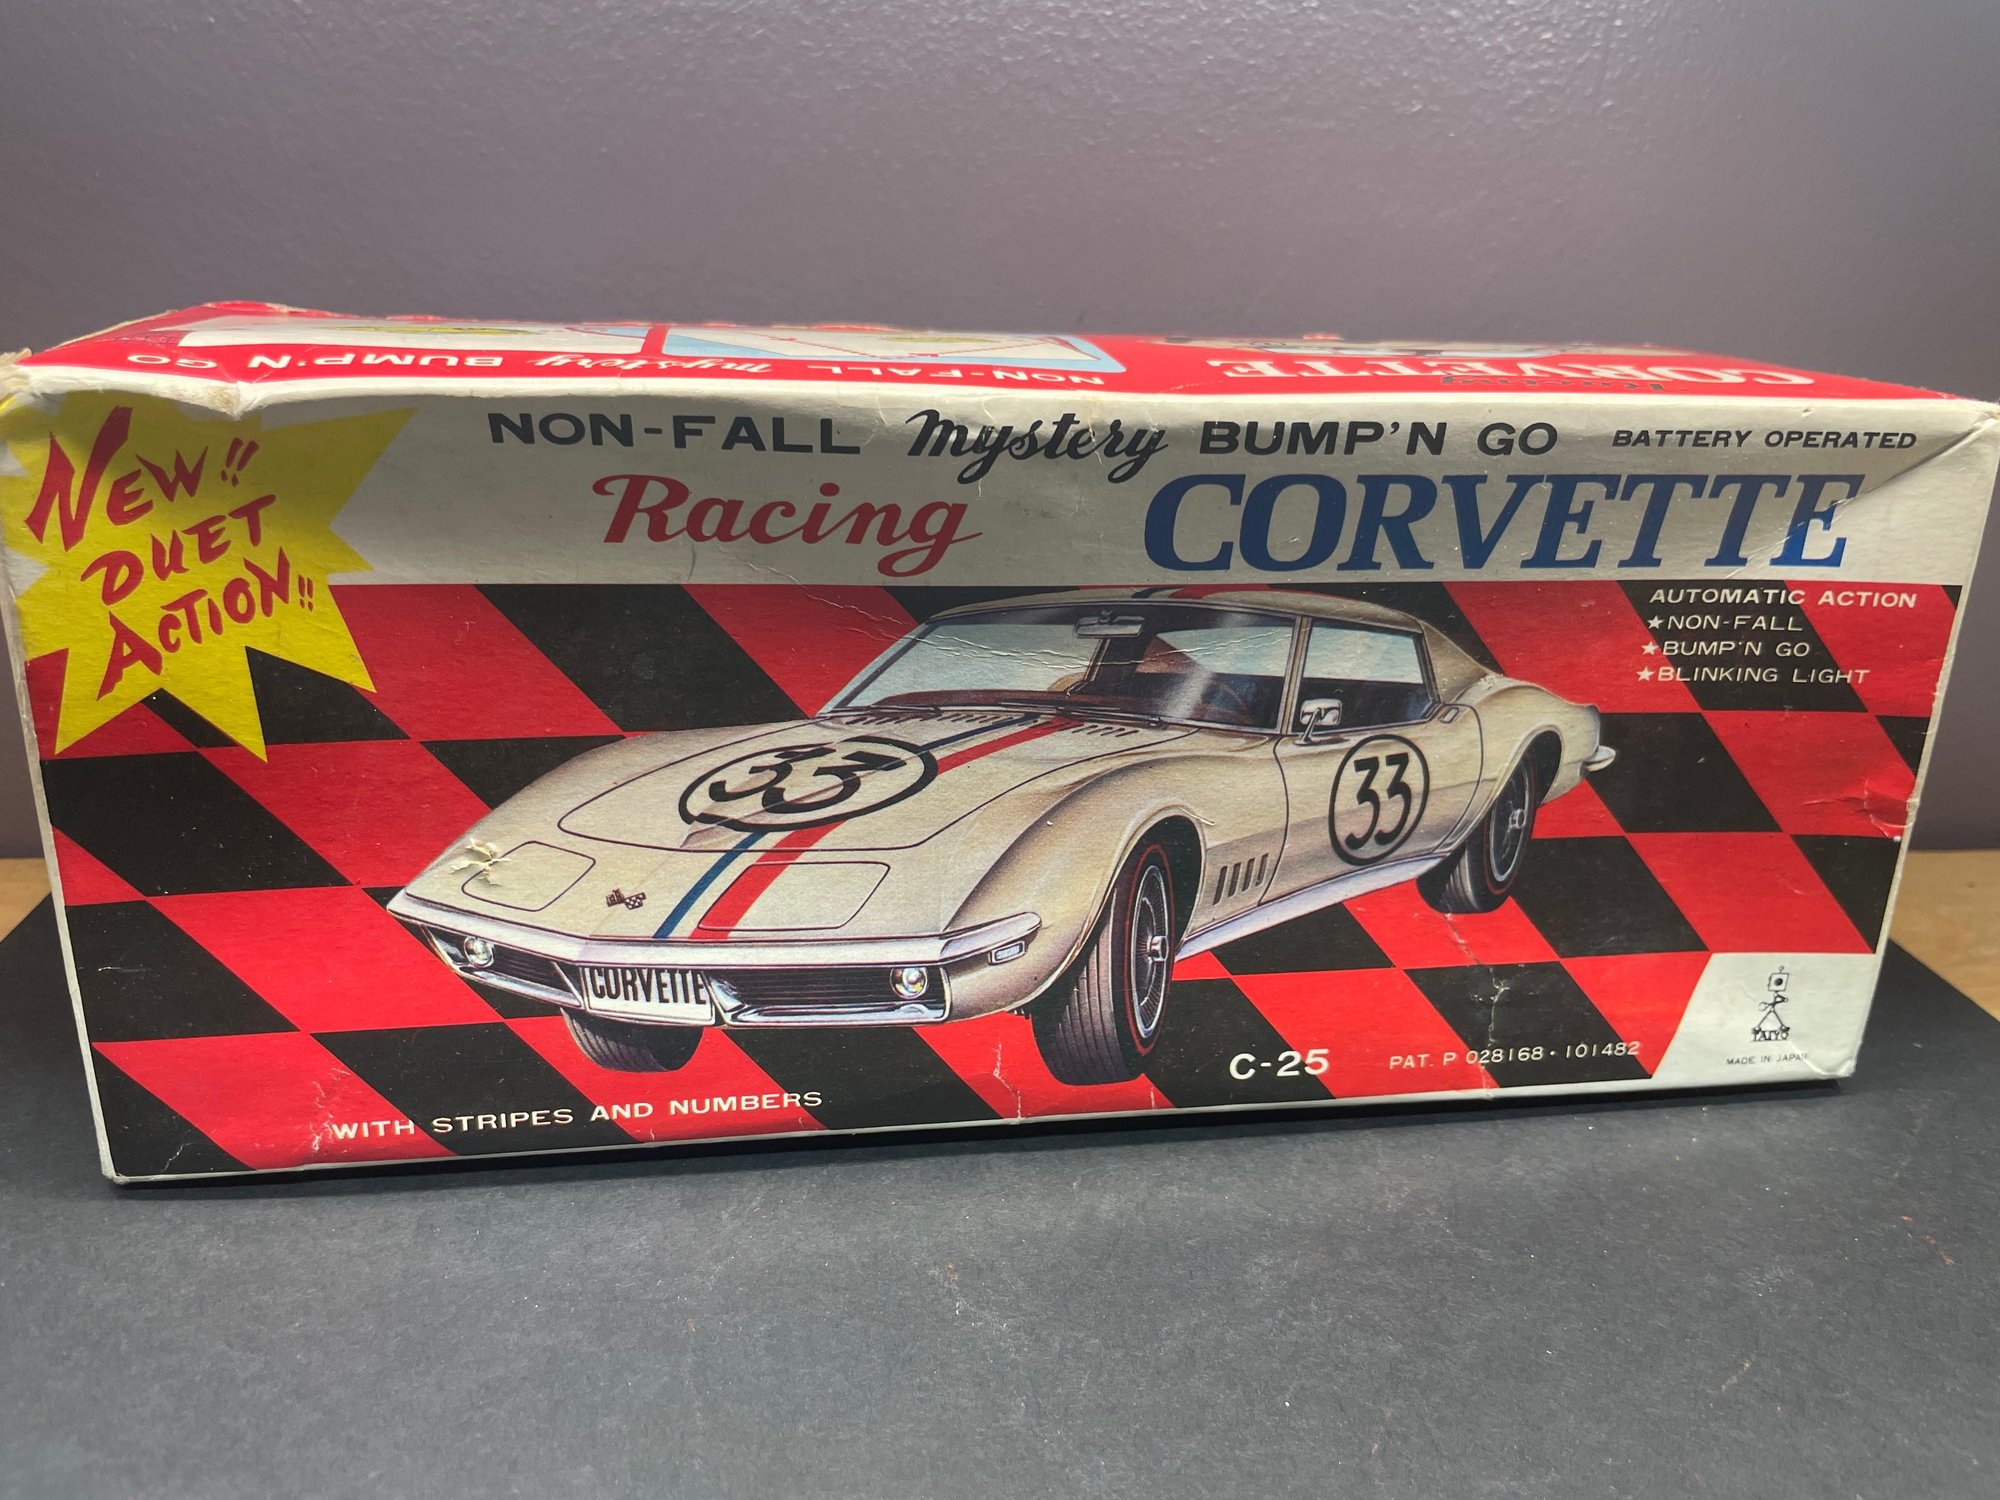 NON-FALL mystery BUMP'N GO
Racing CORVETTE
NEW!!
DUET
ACTION!!
NON-FALL mystery BUMP'N GO BATTERY OPERATED
Racing CORVETTE
AUTOMATIC ACTION
★NON-FALL
★BUMP'N GO
★BLINKING LIGHT
33
33
CORVETTE
C-25
PAT. P 028168・101482
TAIYO
MADE IN JAPAN
WITH STRIPES AND NUMBERS